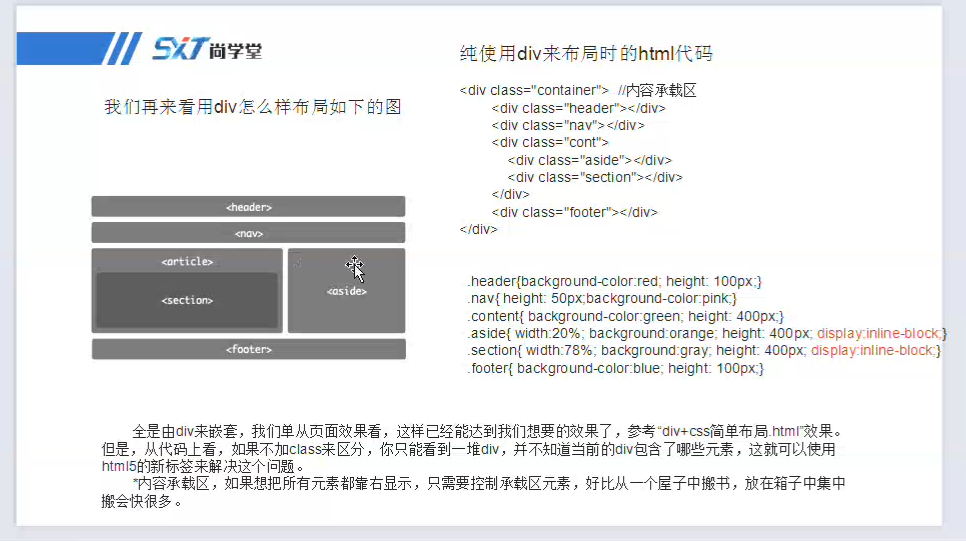 SXT尚学堂
我们再来看用div怎么样布局如下的图
<header>
<nav>
<article>
<section>
<aside>
<footer>
纯使用div来布局时的html代码
<div class="container">  //内容承载区
<div class="header"></div>
<div class="nav"></div>
<div class="cont">
<div class="aside"></div>
<div class="section"></div>
</div>
<div class="footer"></div>
</div>
.header{background-color:red; height: 100px;}
.nav{ height: 50px;background-color:pink;}
.content{ background-color:green; height: 400px;}
.aside{ width:20%; background:orange; height: 400px; display:inline-block;}
.section{ width:78%; background:gray; height: 400px; display:inline-block;}
.footer{ background-color:blue; height: 100px;}
全是由div来嵌套，我们单从页面效果看，这样已经能达到我们想要的效果了，参考“div+css简单布局.html”效果。
但是，从代码上看，如果不加class来区分，你只能看到一堆div，并不知道当前的div包含了哪些元素，这就可以使用
html5的新标签来解决这个问题。
*内容承载区，如果想把所有元素都靠右显示，只需要控制承载区元素，好比从一个屋子中搬书，放在箱子中集中
搬会快很多。